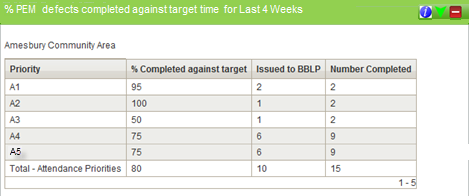 % PEM defects completed against target time for Last 4 Weeks
Amesbury Community Area
Priority % Completed against target Issued to BBLP Number Completed
A1 95 2 2
A2 100 1 2
A3 50 1 2
A4 75 6 9
A5 75 6 9
Total - Attendance Priorities 80 10 15
1 - 5